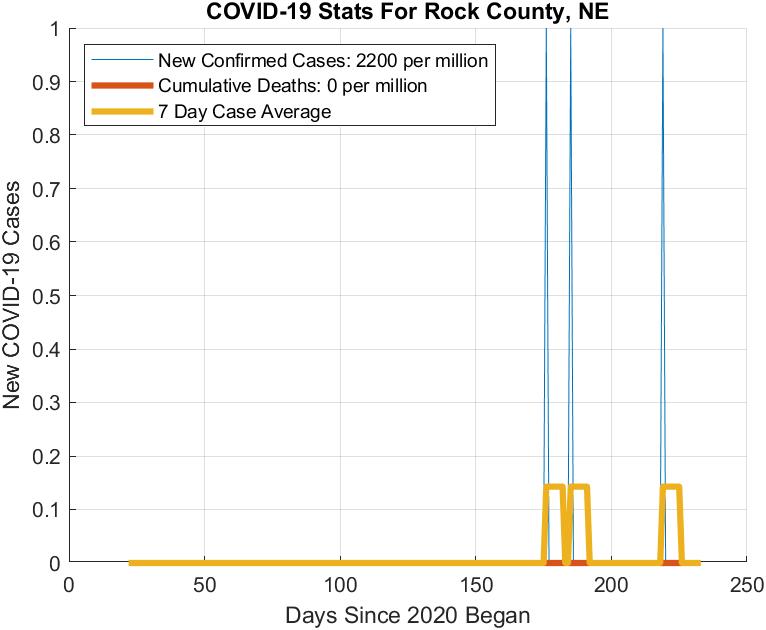 COVID-19 Stats For Rock County, NE
New Confirmed Cases: 2200 per million
Cumulative Deaths: 0 per million
7 Day Case Average
New COVID-19 Cases
1
0.9
0.8
0.7
0.6
0.5
0.4
0.3
0.2
0.1
0
0 50 100 150 200 250
Days Since 2020 Began